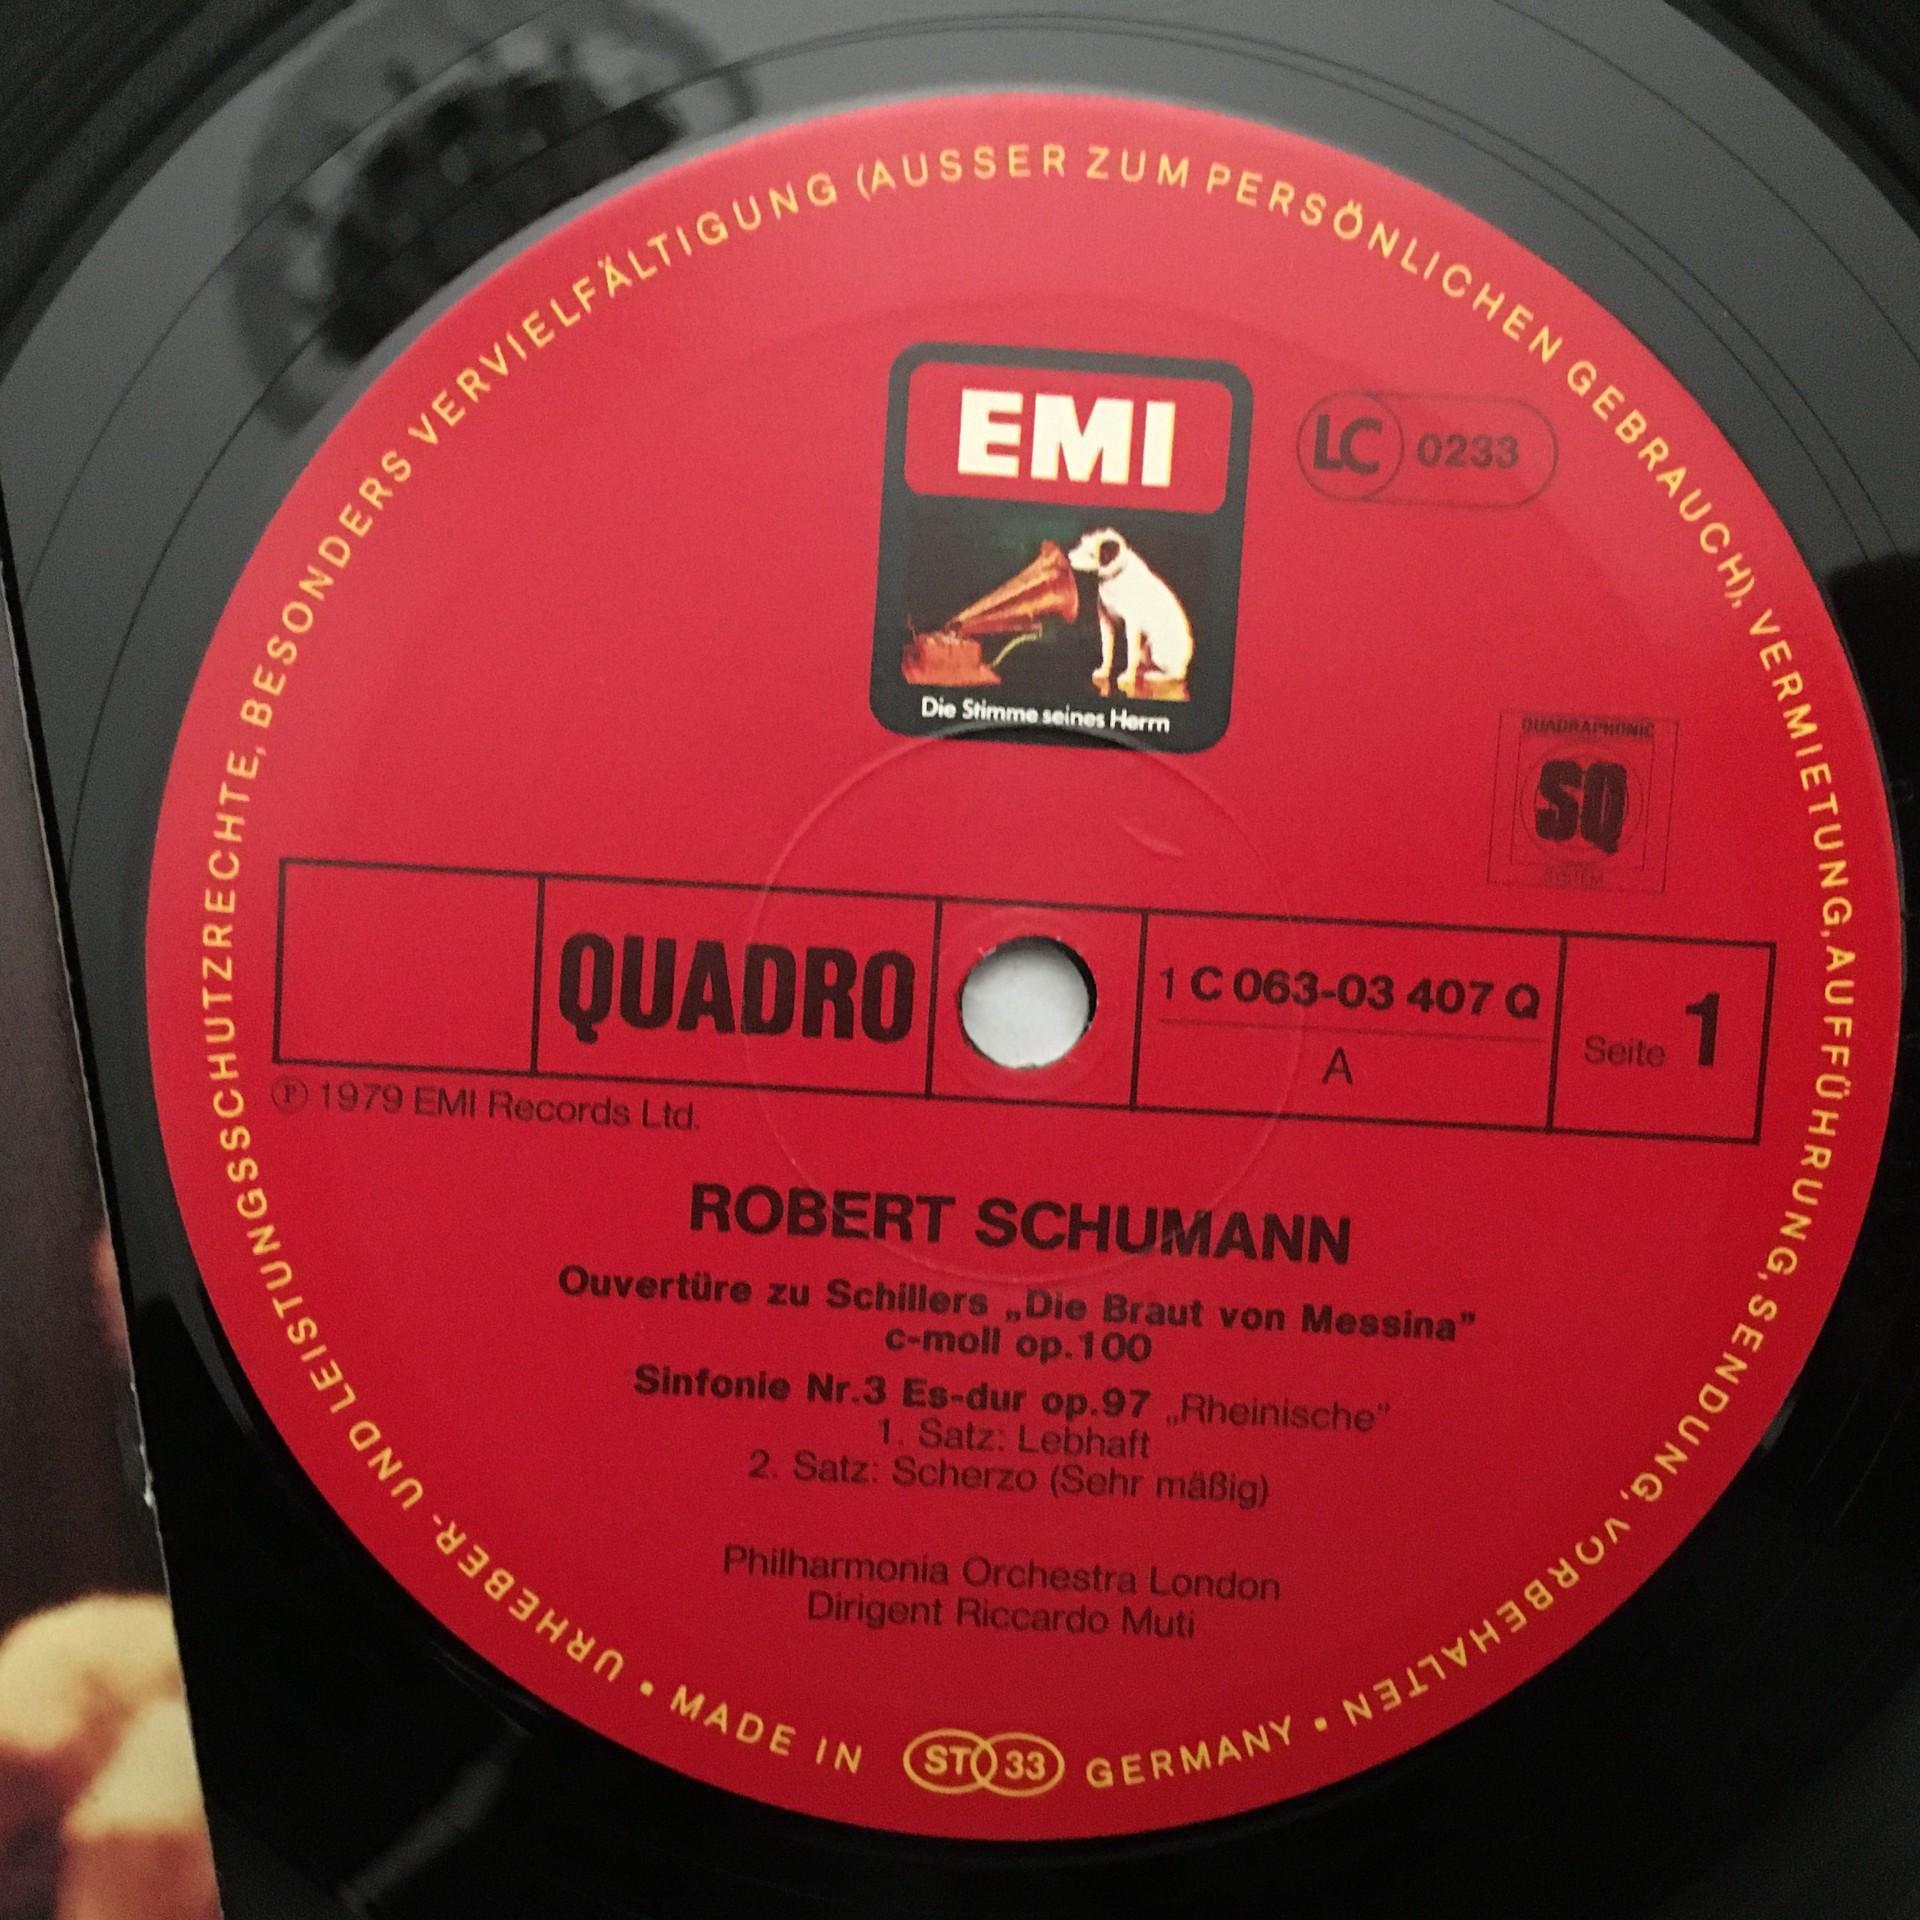 URHEBER- UND LEISTUNGSSCHUTZRECHTE, BESONDERS VERVIELFÄLTIGUNG (AUSSER ZUM PERSÖNLICHEN GEBRAUCH), VERMIETUNG, AUFFÜHRUNG, SENDUNG, VORBEHALTEN •
EMI
LC 0233
Die Stimme seines Herrn
QUADRAPHONIC
SQ
SYSTEM
QUADRO
1 C 063-03 407 Q
A
Seite 1
Ⓟ 1979 EMI Records Ltd.
ROBERT SCHUMANN
Ouvertüre zu Schillers „Die Braut von Messina”
c-moll op.100
Sinfonie Nr.3 Es-dur op.97 „Rheinische”
1. Satz: Lebhaft
2. Satz: Scherzo (Sehr mäßig)
Philharmonia Orchestra London
Dirigent Riccardo Muti
• MADE IN ST 33 GERMANY